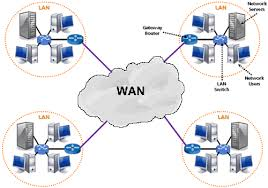 LAN
Gateway
Router
LAN
Network
Servers
WAN
LAN
Switch
Network
Users
LAN
LAN